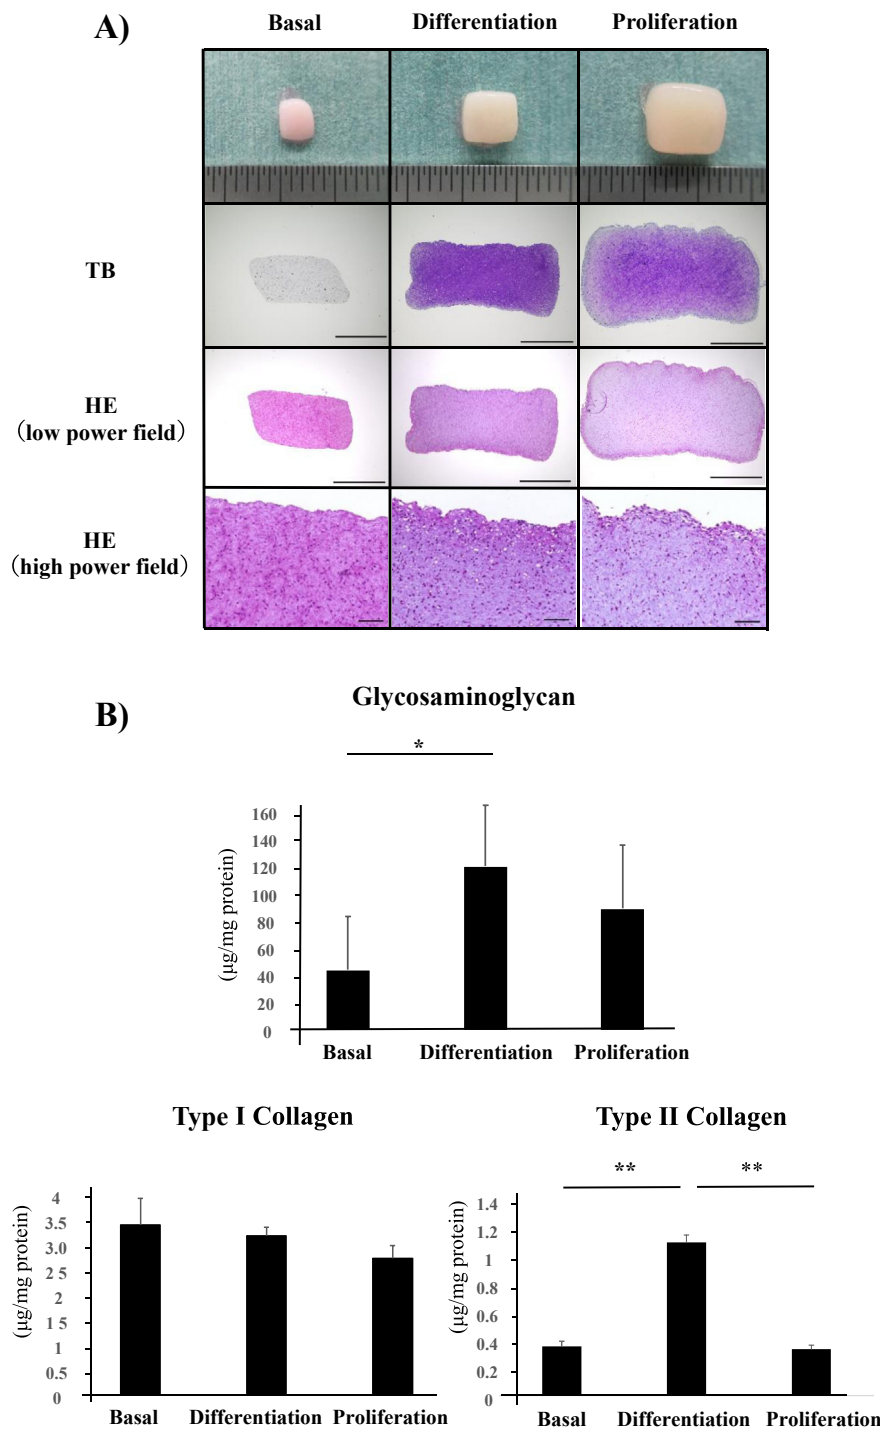 A)
Basal Differentiation Proliferation
TB
HE
（low power field）
HE
（high power field）
B)
Glycosaminoglycan
*
(μg/mg protein)
160
140
120
100
80
60
40
20
0
Basal Differentiation Proliferation
Type I Collagen
(μg/mg protein)
4
3.5
3.0
2 5
2
1 5
1
0.5
0
Basal Differentiation Proliferation
Type II Collagen
** **
(μg/mg protein)
1.4
1.2
1
0.8
0.6
0.4
0.2
0
Basal Differentiation Proliferation